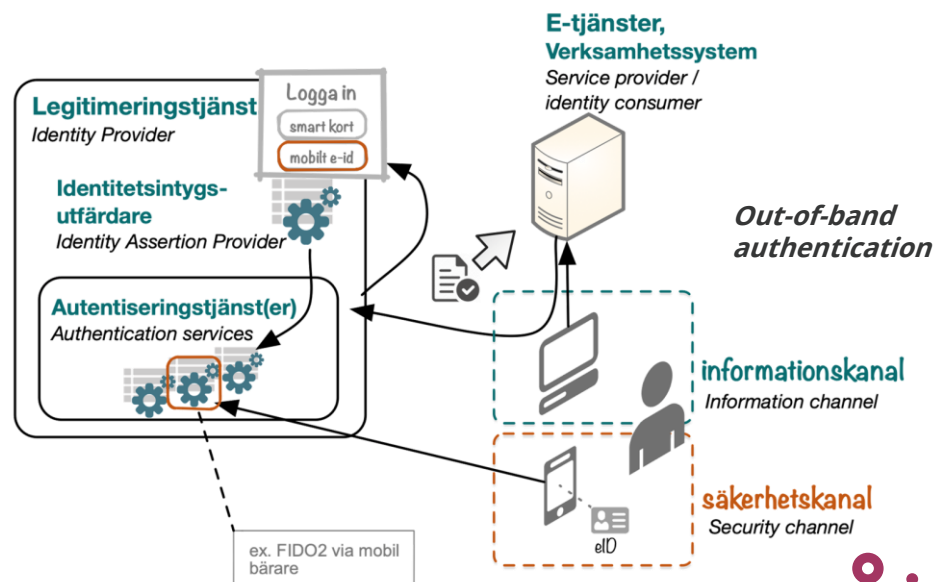 E-tjänster,
Verksamhetssystem
Service provider /
identity consumer
Legitimeringstjänst
Identity Provider
Logga in
smart kort
mobilt e-id
Identitetsintygs-
utfärdare
Identity Assertion Provider
Out-of-band
authentication
Autentiseringstjänst(er)
Authentication services
informationskanal
Information channel
säkerhetskanal
Security channel
eID
ex. FIDO2 via mobil
bärare